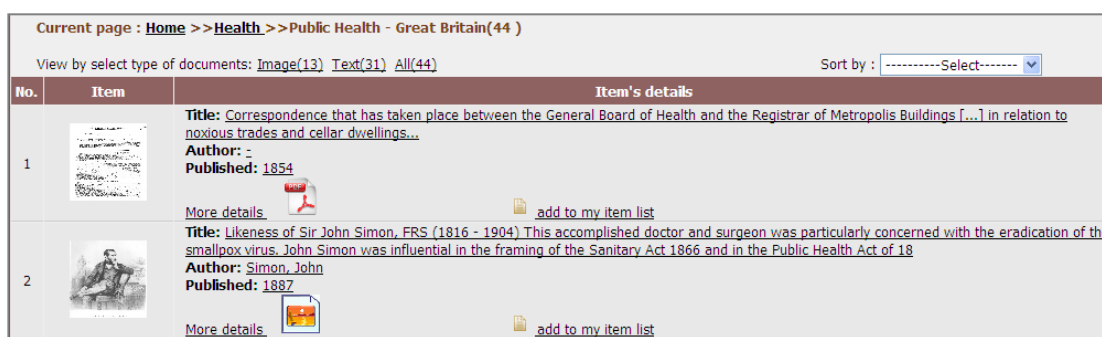 Current page : Home >>Health >>Public Health - Great Britain(44 )
View by select type of documents: Image(13) Text(31) All(44) Sort by : ----------Select-------
No. Item Item's details
1
Title: Correspondence that has taken place between the General Board of Health and the Registrar of Metropolis Buildings [...] in relation to
noxious trades and cellar dwellings...
Author: -
Published: 1854
PDF
More details add to my item list
2
Title: Likeness of Sir John Simon, FRS (1816 - 1904) This accomplished doctor and surgeon was particularly concerned with the eradication of th
smallpox virus. John Simon was influential in the framing of the Sanitary Act 1866 and in the Public Health Act of 18
Author: Simon, John
Published: 1887
More details add to my item list